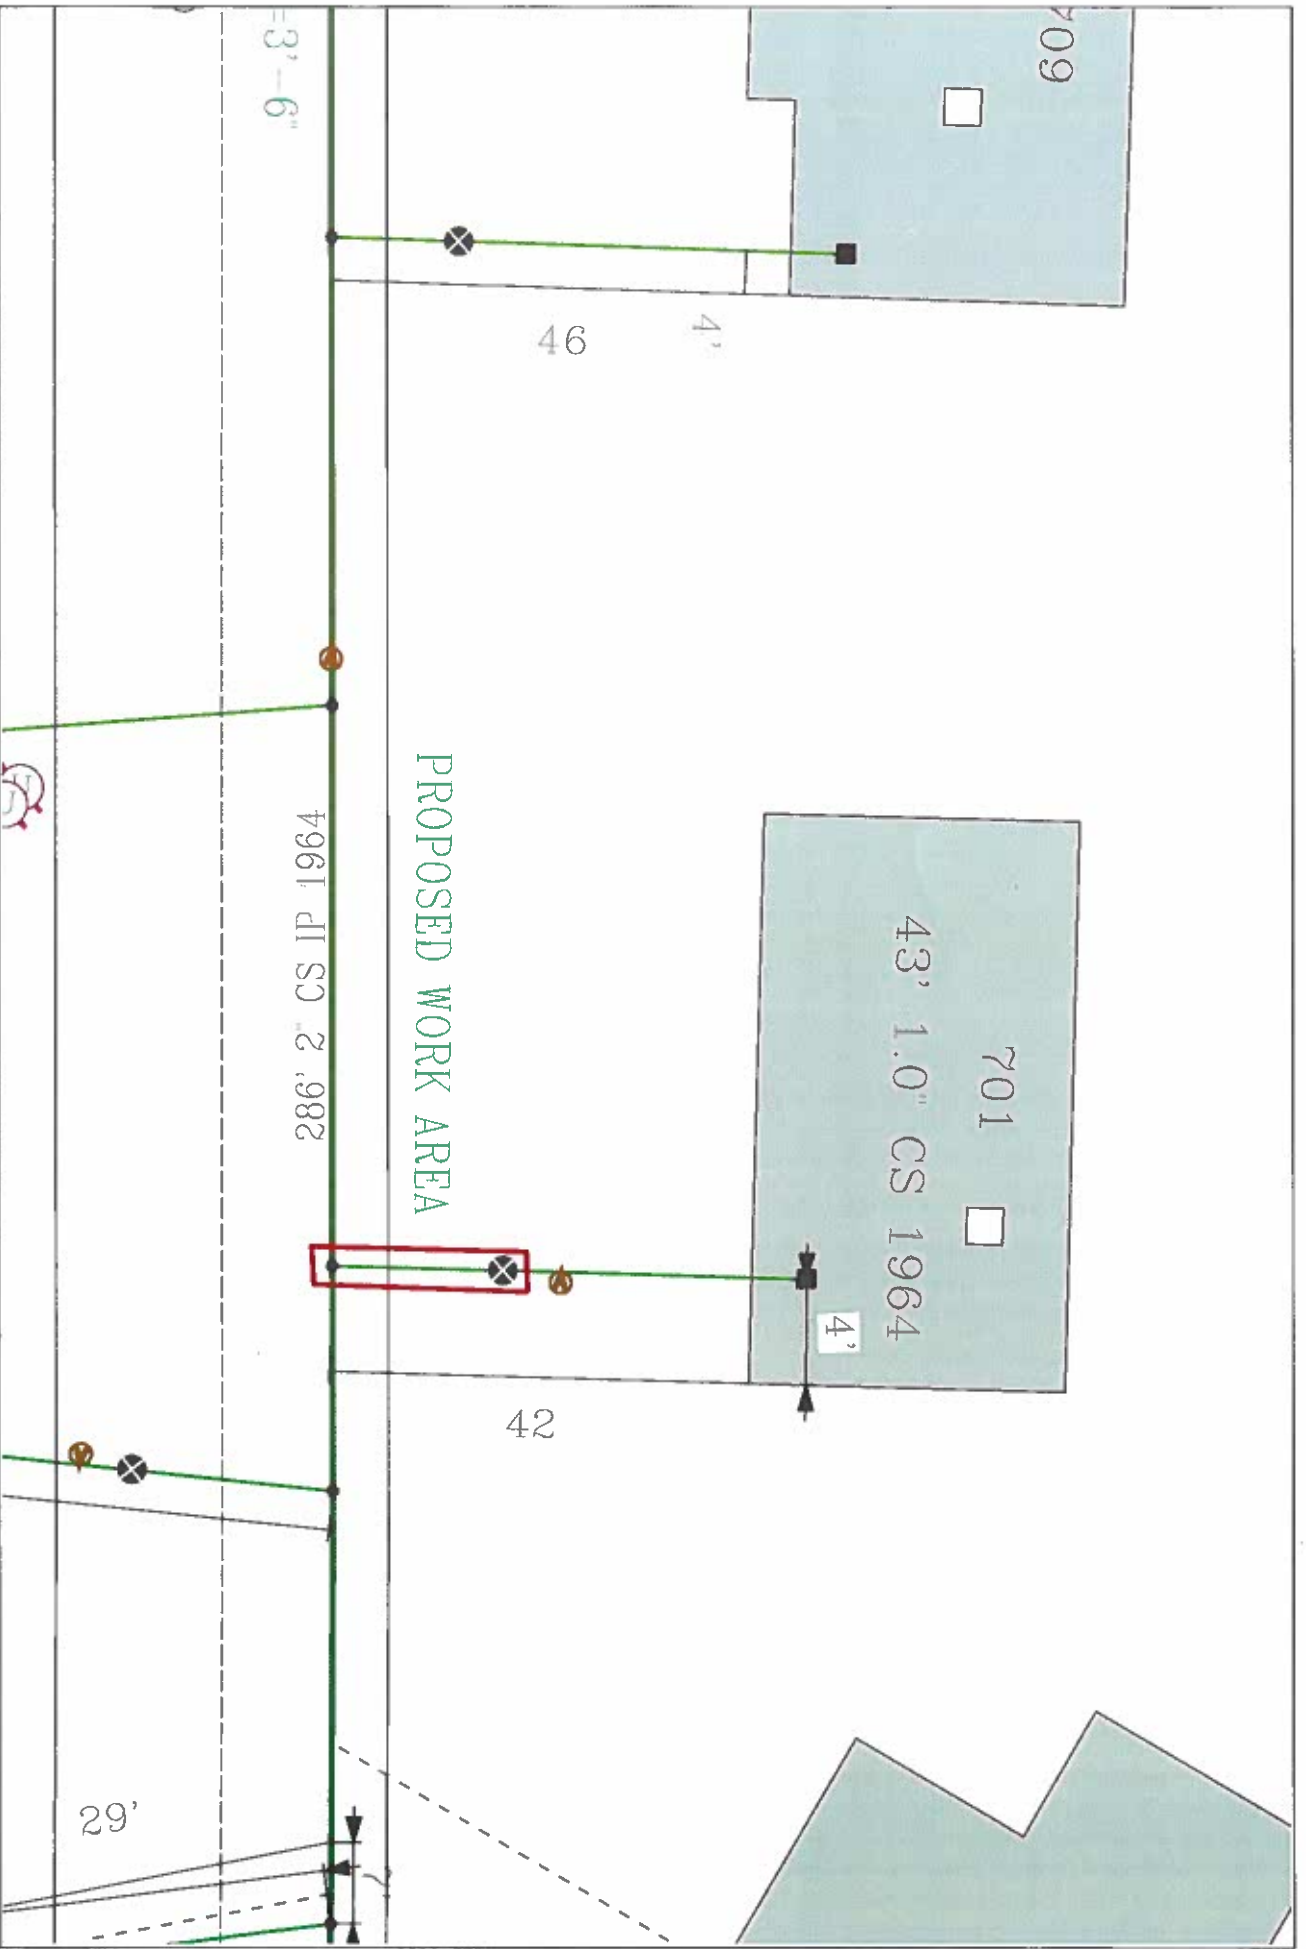 709
=3'-6"
46
4'
PROPOSED WORK AREA
286' 2" CS IP 1964
701
43' 1.0" CS 1964
4'
42
29'